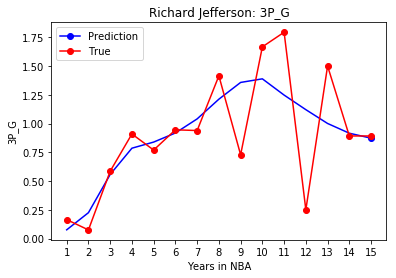 Richard Jefferson: 3P_G
Prediction
True
3P_G
1.75
1.50
1.25
1.00
0.75
0.50
0.25
0.00
1 2 3 4 5 6 7 8 9 10 11 12 13 14 15
Years in NBA